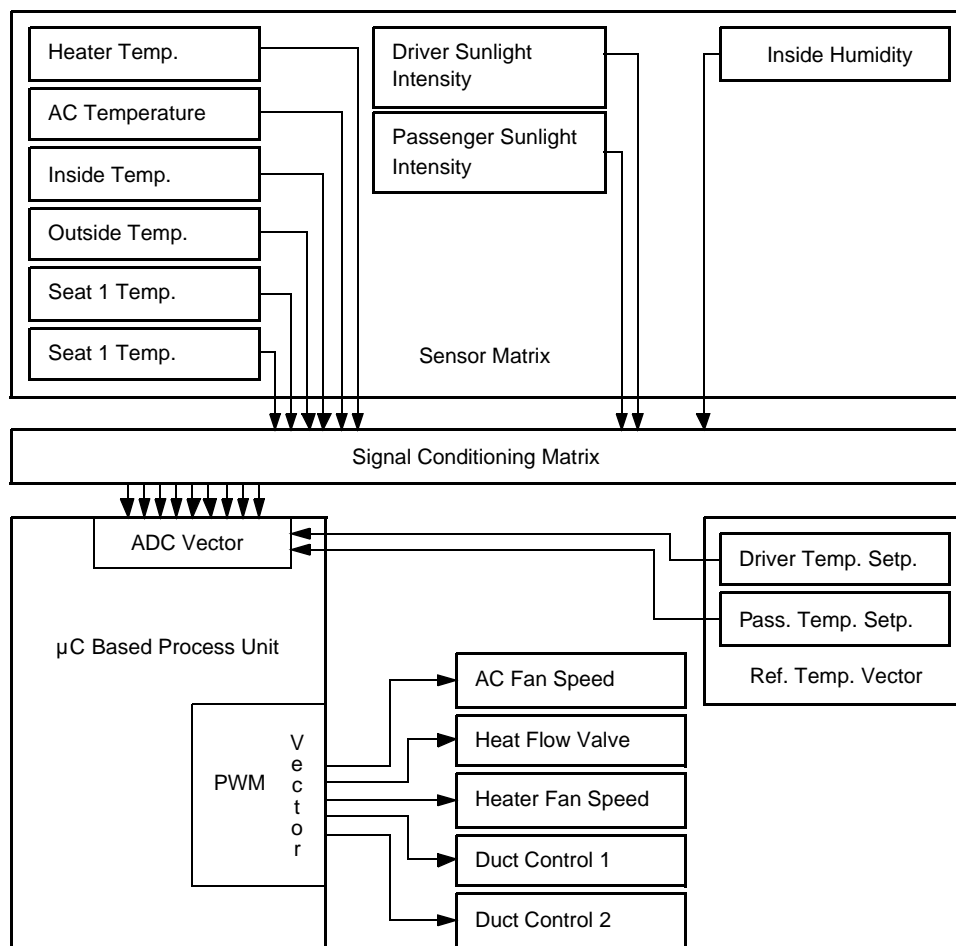 Heater Temp.
AC Temperature
Inside Temp.
Outside Temp.
Seat 1 Temp.
Seat 1 Temp.
Driver Sunlight
Intensity
Passenger Sunlight
Intensity
Inside Humidity
Sensor Matrix
Signal Conditioning Matrix
ADC Vector
µC Based Process Unit
PWM
Vector
Driver Temp. Setp.
Pass. Temp. Setp.
Ref. Temp. Vector
AC Fan Speed
Heat Flow Valve
Heater Fan Speed
Duct Control 1
Duct Control 2